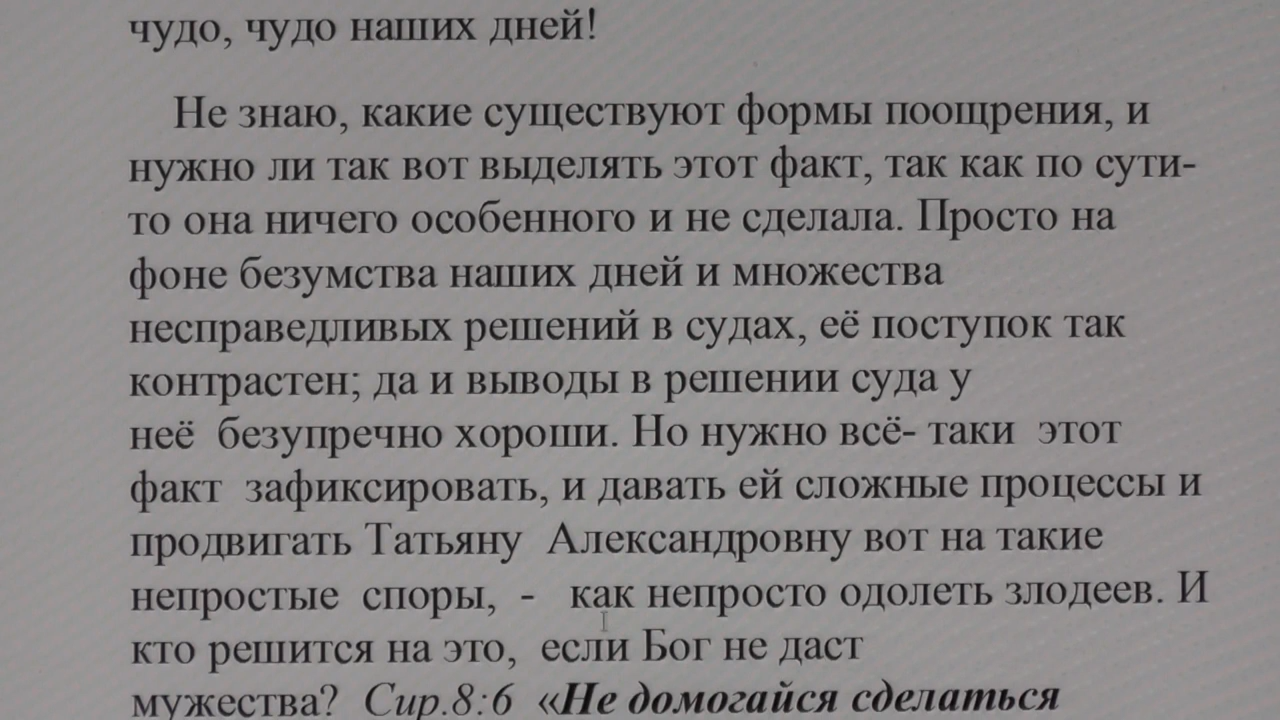 чудо, чудо наших дней!
Не знаю, какие существуют формы поощрения, и
нужно ли так вот выделять этот факт, так как по сути-
то она ничего особенного и не сделала. Просто на
фоне безумства наших дней и множества
несправедливых решений в судах, её поступок так
контрастен; да и выводы в решении суда у
неё  безупречно хороши. Но нужно всё- таки  этот
факт  зафиксировать, и давать ей сложные процессы и
продвигать Татьяну  Александровну вот на такие
непростые  споры,  -   как непросто одолеть злодеев. И
кто решится на это,  если Бог не даст
мужества?  Сир.8:6  «Не домогайся сделаться